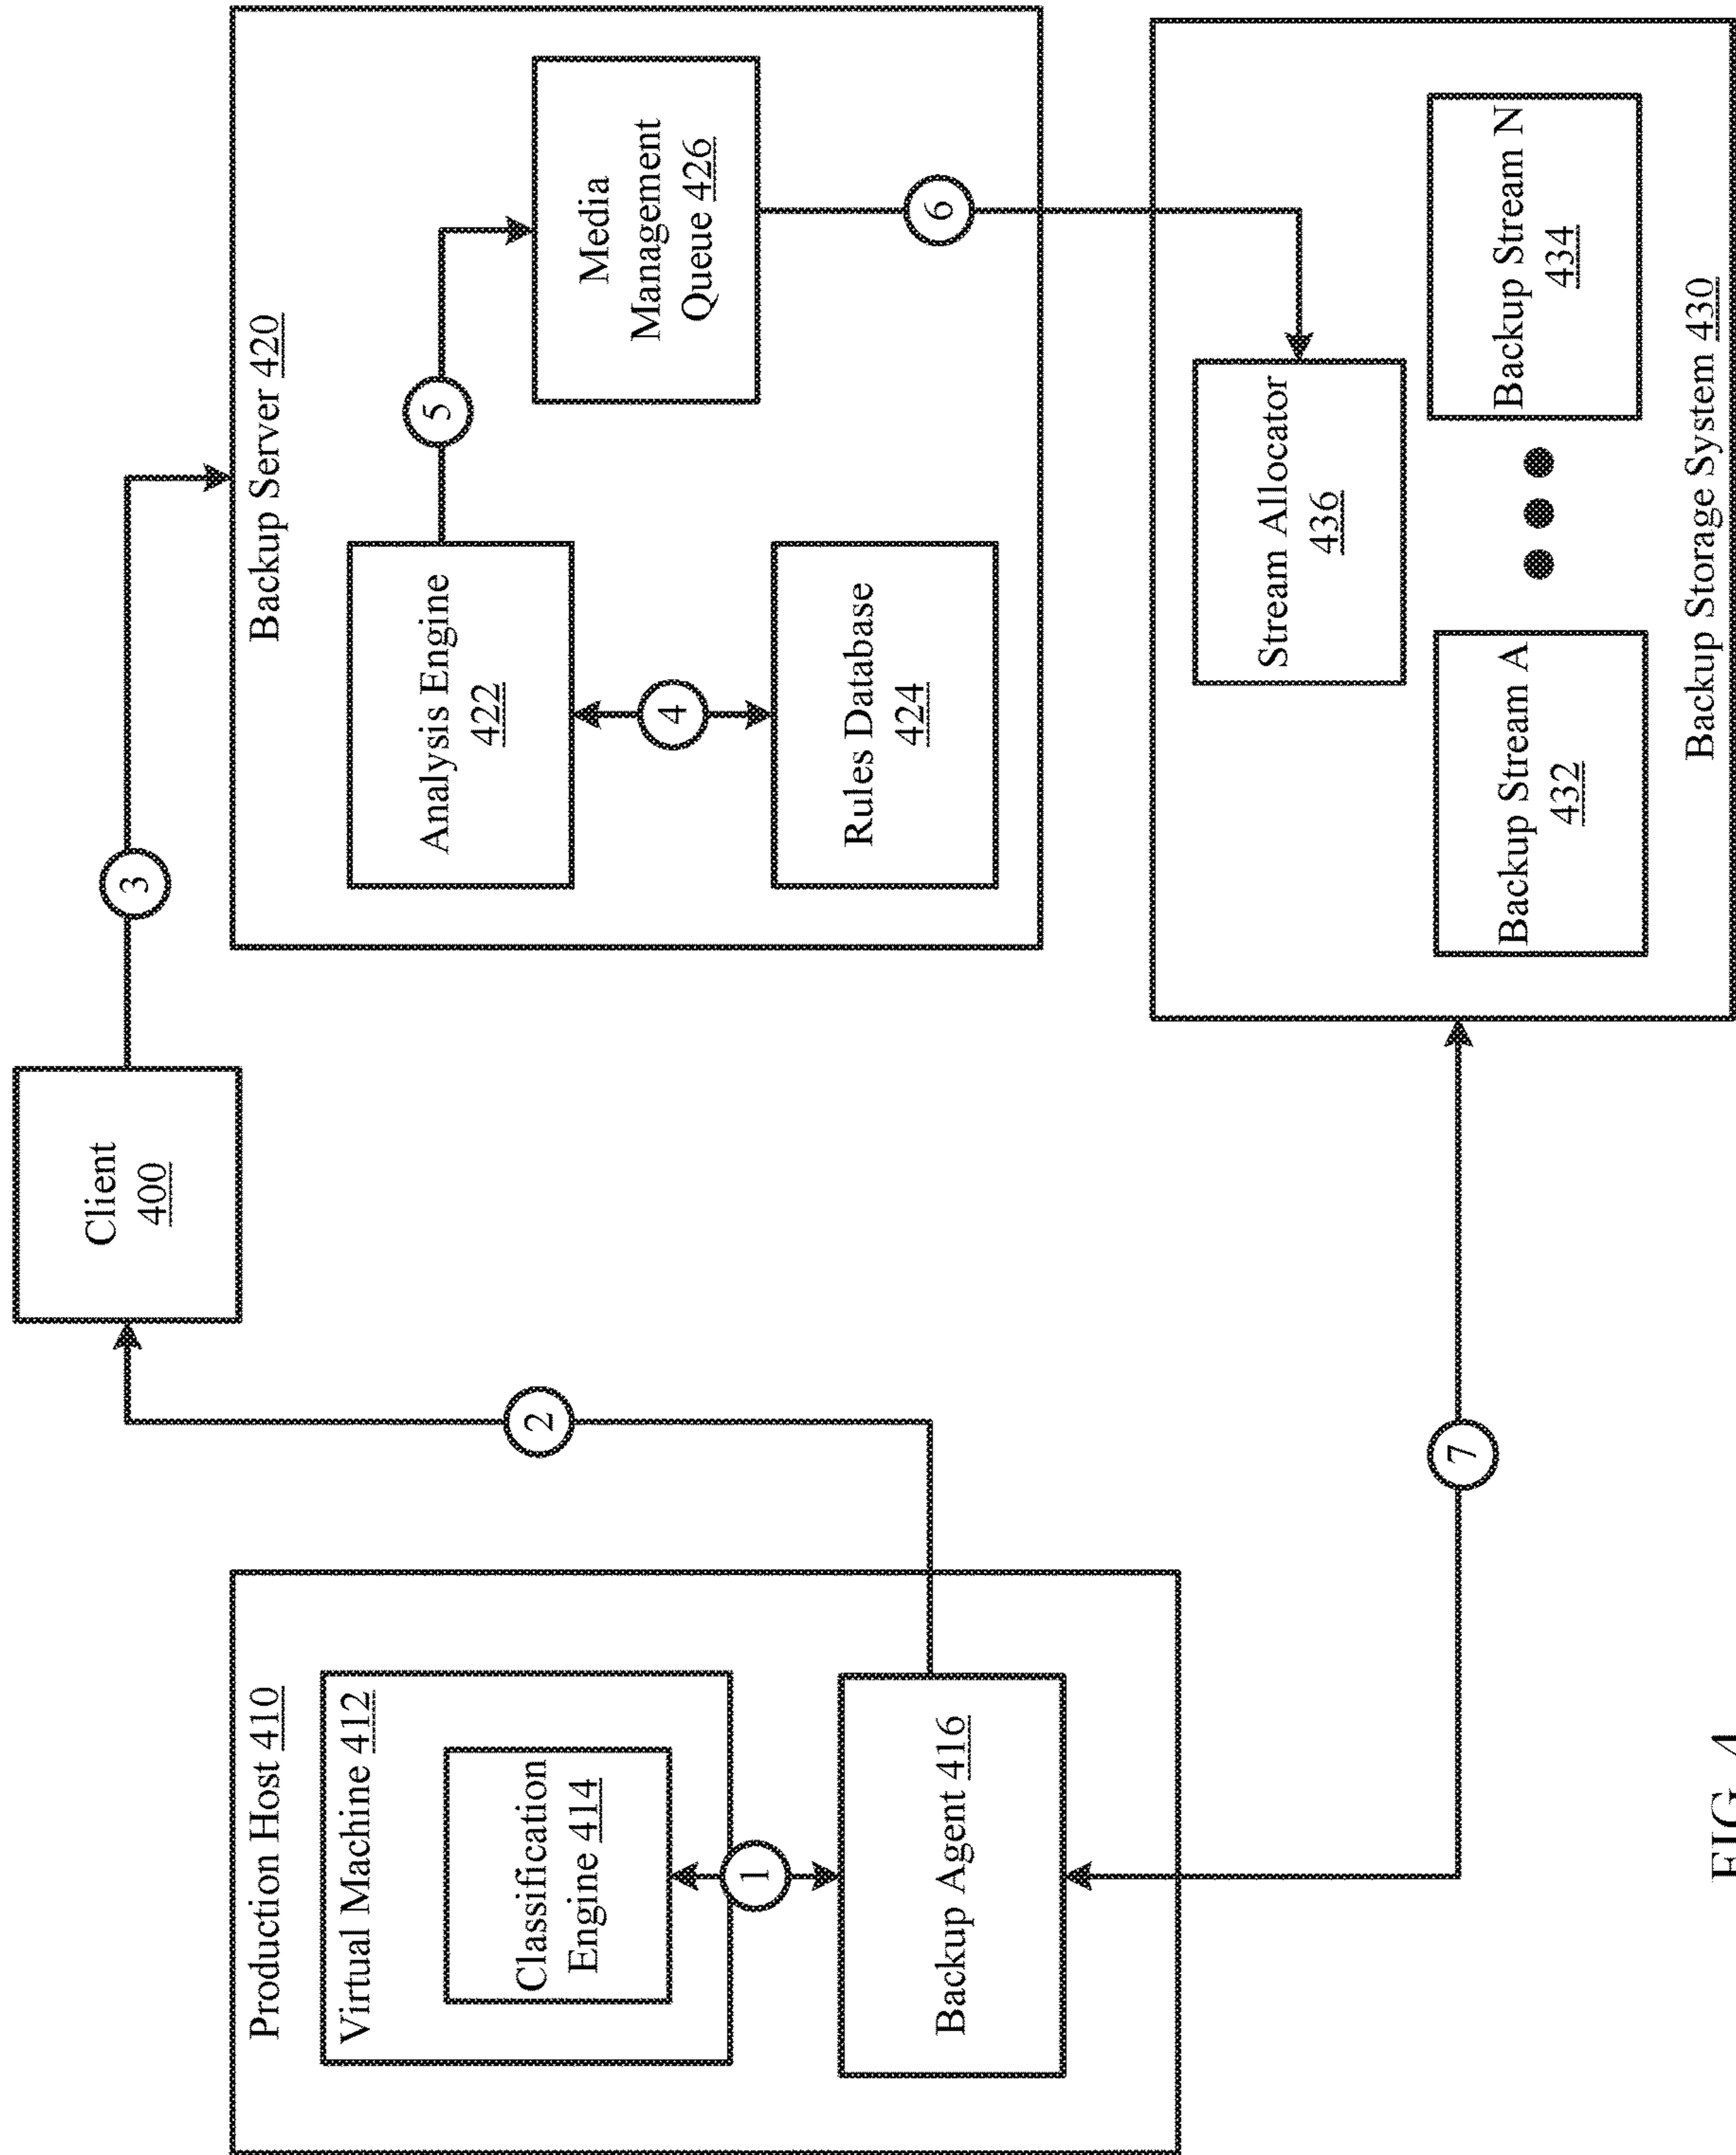 Client
400
2
3
Production Host 410
Virtual Machine 412
Classification
Engine 414
1
Backup Agent 416
Backup Server 420
Analysis Engine
422
4
Rules Database
424
5
Media
Management
Queue 426
6
7
Stream Allocator
436
Backup Stream A
432
Backup Stream N
434
Backup Storage System 430
FIG. 4